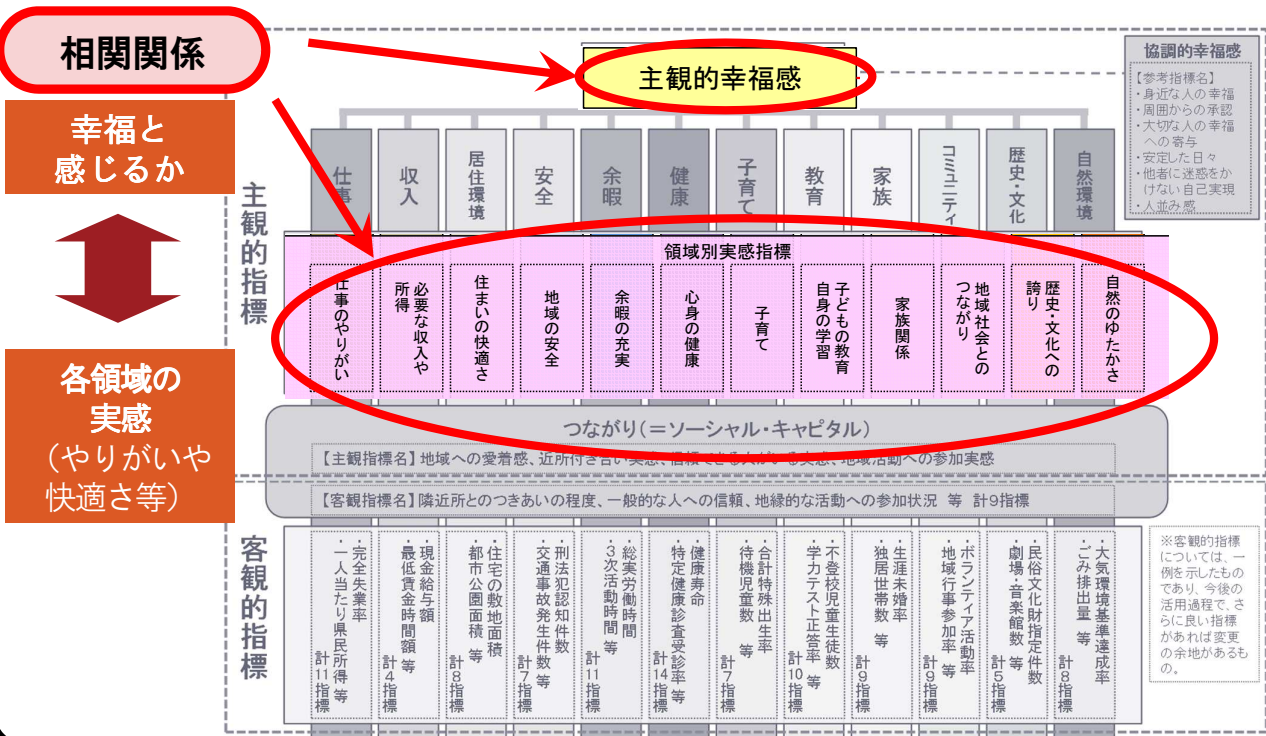 相関関係
幸福と
感じるか
各領域の
実感
（やりがいや
快適さ等）
主観的幸福感
協調的幸福感
【参考指標名】
・身近な人の幸福
・周囲からの承認
・大切な人の幸福
への寄与
・安定した日々
・他者に迷惑をか
けない自己実現
・人並み感
主観的指標
仕事
収入
居住環境
安全
余暇
健康
子育て
教育
家族
コミュニティ
歴史・文化
自然環境
領域別実感指標
仕事のやりがい
必要な収入や
所得
住まいの快適さ
地域の安全
余暇の充実
心身の健康
子育て
子どもの教育
自身の学習
家族関係
地域社会との
つながり
歴史・文化への
誇り
自然のゆたかさ
つながり（＝ソーシャル・キャピタル）
【主観指標名】地域への愛着感、近所付き合い実感、信頼できる人がいる実感、地域活動への参加実感
【客観指標名】隣近所とのつきあいの程度、一般的な人への信頼、地縁的な活動への参加状況 等 計9指標
客観的指標
・完全失業率
・一人当たり県民所得 等
計11指標
・現金給与額
・最低賃金時間額 等
計4指標
・住宅の敷地面積
・都市公園面積 等
計8指標
・刑法犯認知件数
・交通事故発生件数 等
計7指標
・総実労働時間
・3次活動時間 等
計11指標
・健康寿命
・特定健康診査受診率 等
計14指標
・合計特殊出生率
・待機児童数 等
計7指標
・不登校児童生徒数
・学力テスト正答率 等
計10指標
・生涯未婚率
・独居世帯数 等
計9指標
・ボランティア活動率
・地域行事参加率 等
計9指標
・民俗文化財指定件数
・劇場・音楽館数 等
計5指標
・大気環境基準達成率
・ごみ排出量 等
計8指標
※客観的指標
については、一
例を示したもの
であり、今後の
活用過程で、さ
らに良い指標
があれば変更
の余地があるも
の。